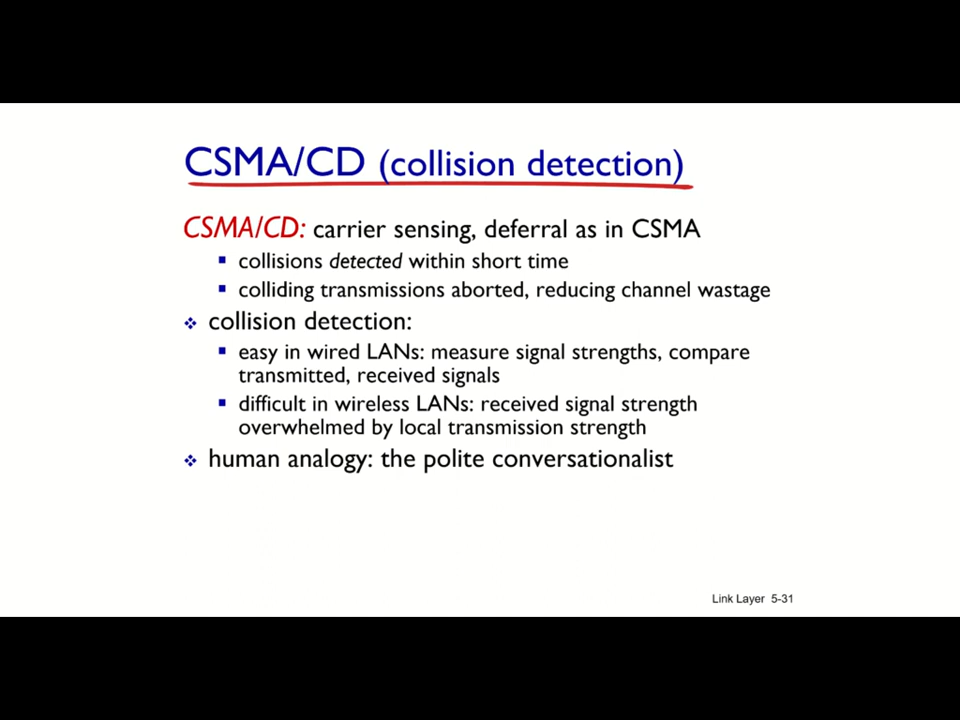 CSMA/CD (collision detection)
CSMA/CD: carrier sensing, deferral as in CSMA
▪ collisions detected within short time
▪ colliding transmissions aborted, reducing channel wastage
❖ collision detection:
▪ easy in wired LANs: measure signal strengths, compare
transmitted, received signals
▪ difficult in wireless LANs: received signal strength
overwhelmed by local transmission strength
❖ human analogy: the polite conversationalist
Link Layer 5-31